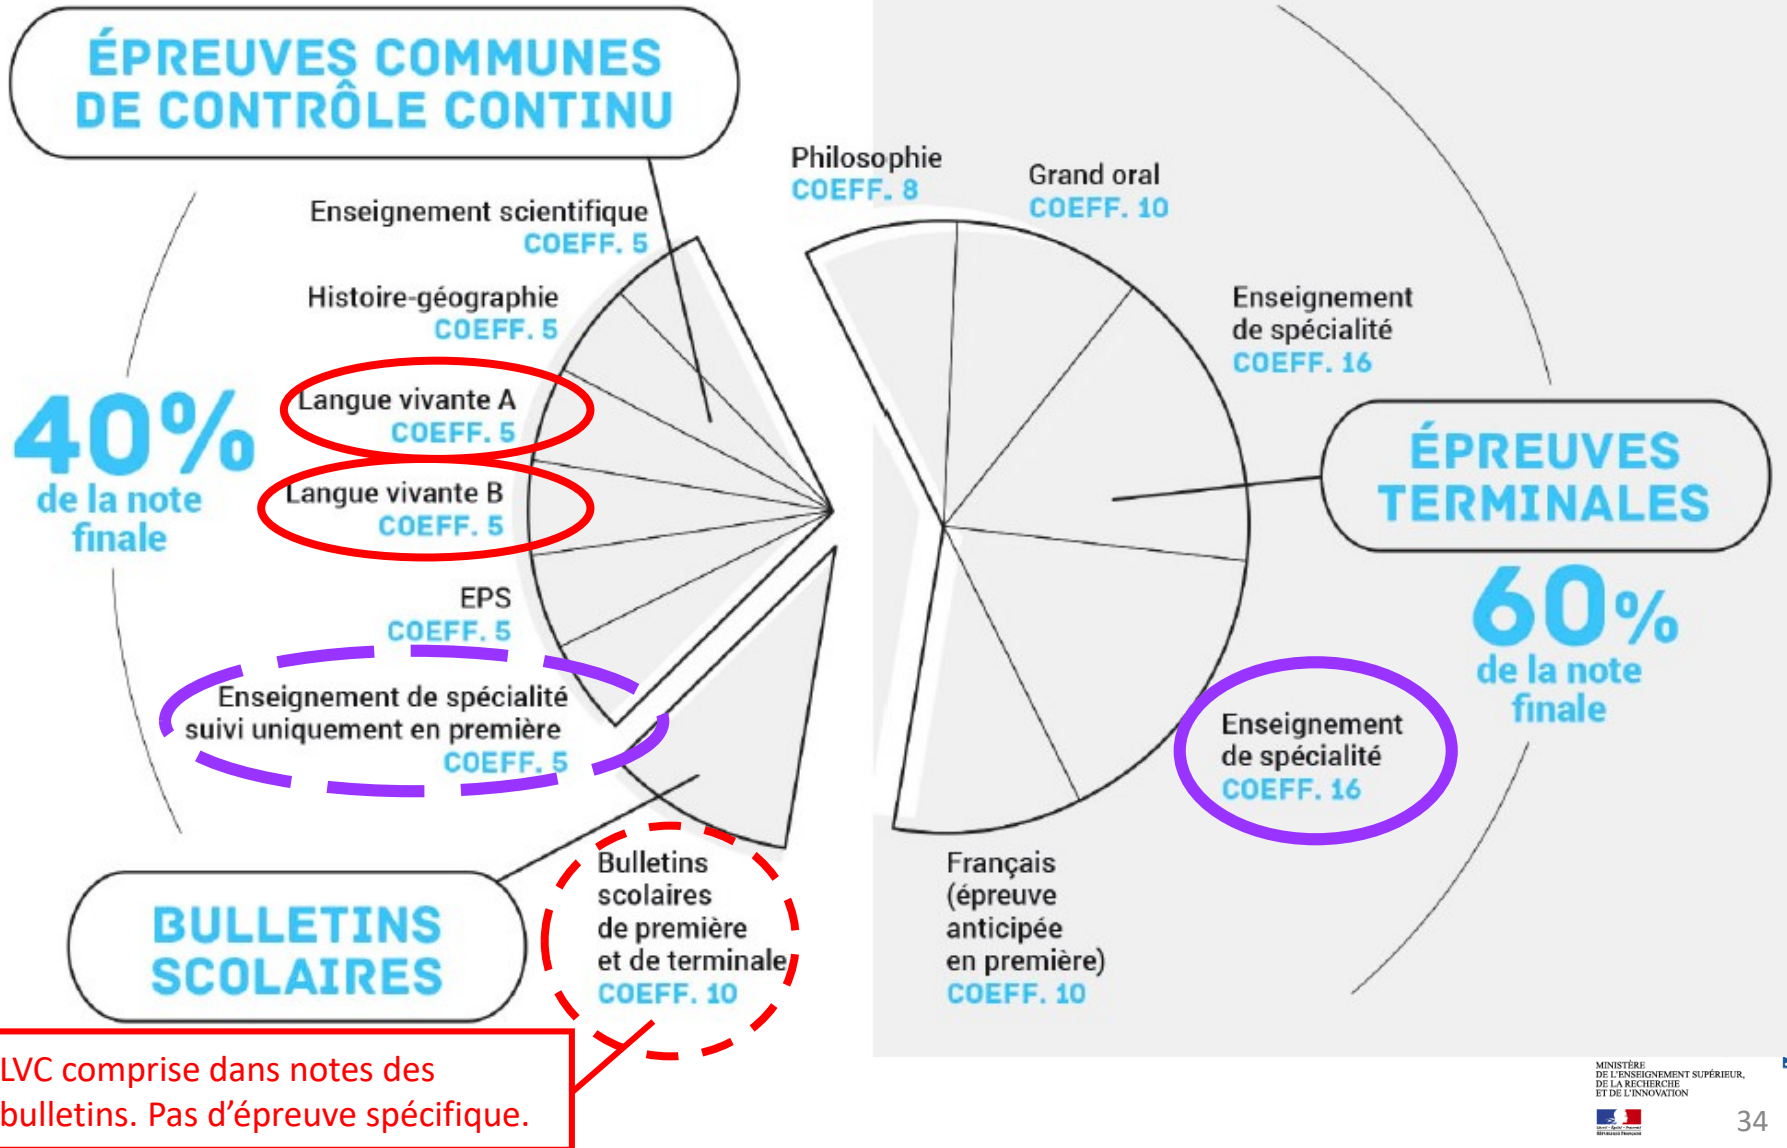 ÉPREUVES COMMUNES
DE CONTRÔLE CONTINU
Enseignement scientifique
COEFF. 5
Histoire-géographie
COEFF. 5
Langue vivante A
COEFF. 5
Langue vivante B
COEFF. 5
EPS
COEFF. 5
Enseignement de spécialité
suivi uniquement en première
COEFF. 5
40%
de la note
finale
BULLETINS
SCOLAIRES
Bulletins
scolaires
de première
et de terminale
COEFF. 10
LVC comprise dans notes des
bulletins. Pas d’épreuve spécifique.
Philosophie
COEFF. 8
Grand oral
COEFF. 10
Enseignement
de spécialité
COEFF. 16
ÉPREUVES
TERMINALES
60%
de la note
finale
Enseignement
de spécialité
COEFF. 16
Français
(épreuve
anticipée
en première)
COEFF. 10
MINISTÈRE
DE L'ENSEIGNEMENT SUPÉRIEUR,
DE LA RECHERCHE
ET DE L'INNOVATION
34